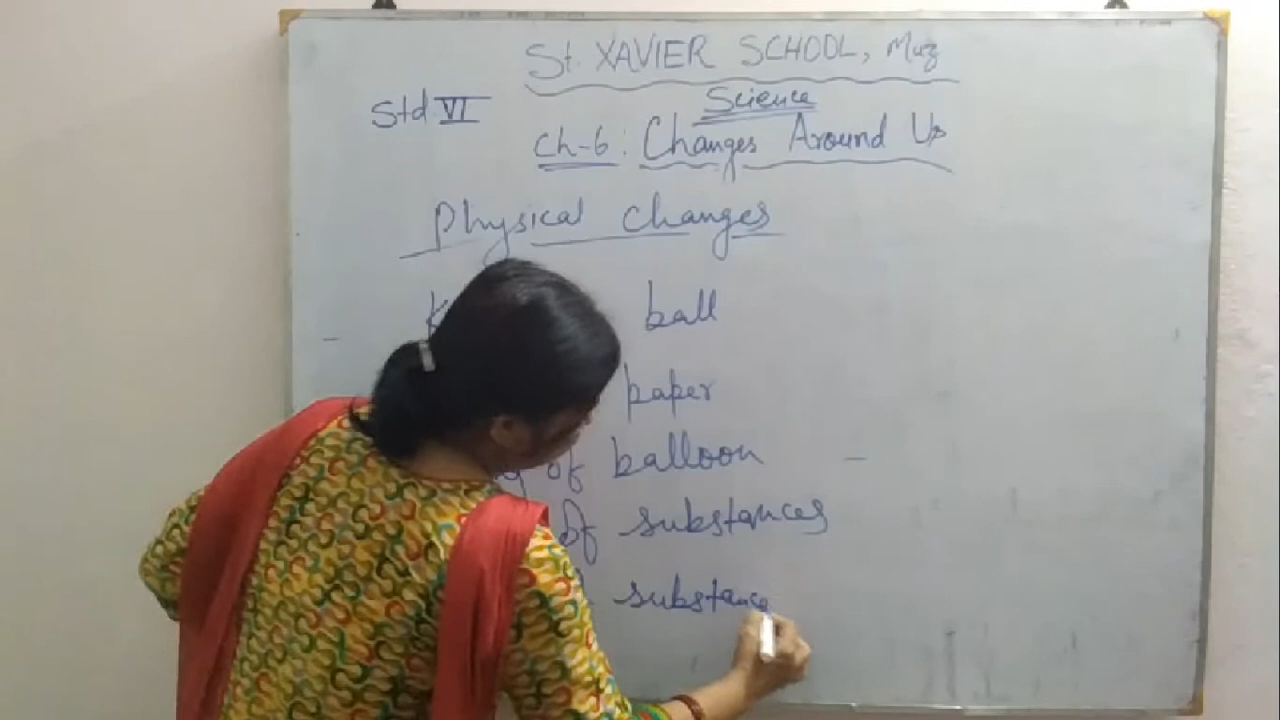 St. XAVIER SCHOOL, Muz
Science
Std VI
Ch-6: Changes Around Us
Physical Changes
ball
paper
of balloon
of substances
substance